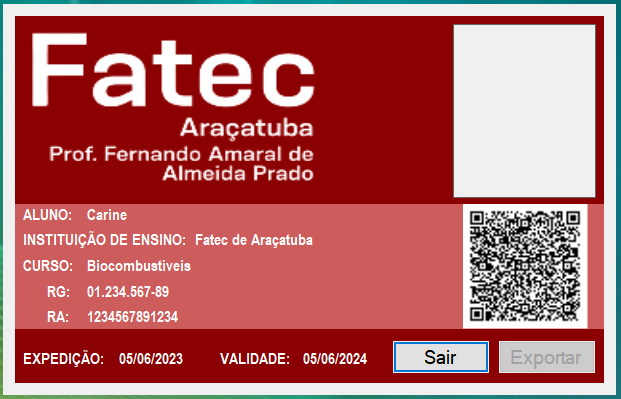 Fatec
Araçatuba
Prof. Fernando Amaral de
Almeida Prado
ALUNO: Carine
INSTITUIÇÃO DE ENSINO: Fatec de Araçatuba
CURSO: Biocombustíveis
RG: 01.234.567-89
RA: 1234567891234
EXPEDIÇÃO: 05/06/2023 VALIDADE: 05/06/2024 Sair Exportar